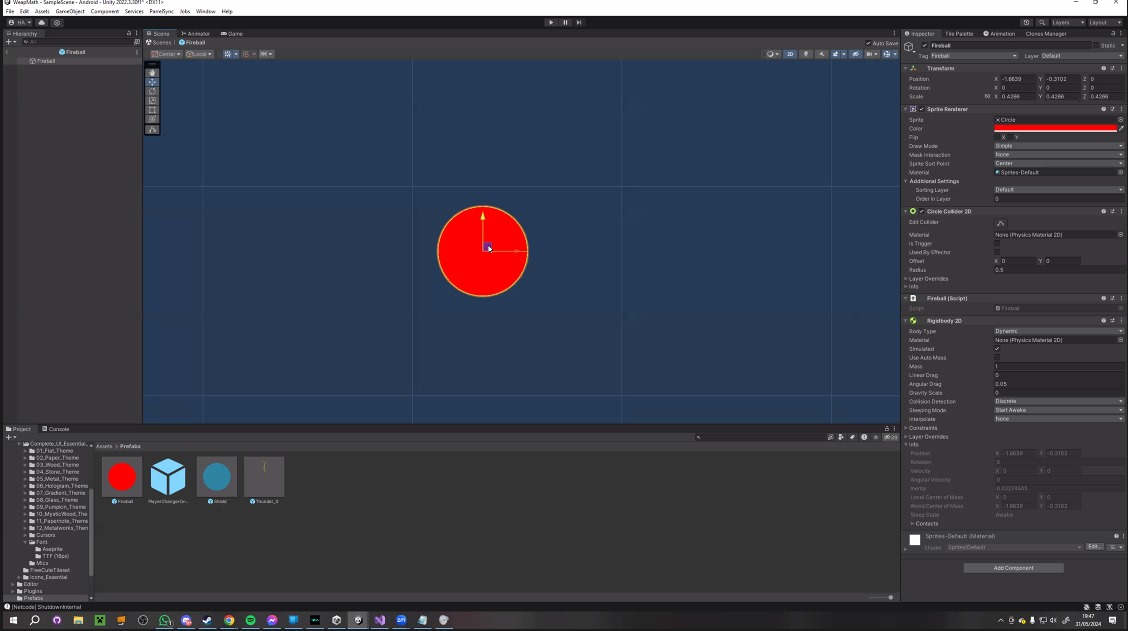 WeapMath - SampleScene - Android - Unity 2022.3.30f1* <DX11>
File Edit Assets GameObject Component Services ParrelSync Jobs Window Help
HA
Layers Layout
Hierarchy
All
Fireball
Fireball
Scene Animator Game
Scenes Fireball
Auto Save
Center Local
2D
Inspector Tile Palette Animation Clones Manager
Fireball Static
Tag Fireball Layer Default
Transform
Position X -1.6639 Y -0.3102 Z 0
Rotation X 0 Y 0 Z 0
Scale X 0.4266 Y 0.4266 Z 0.4266
Sprite Renderer
Sprite Circle
Color
Flip X Y
Draw Mode Simple
Mask Interaction None
Sprite Sort Point Center
Material Sprites-Default
Additional Settings
Sorting Layer Default
Order in Layer 0
Circle Collider 2D
Edit Collider
Material None (Physics Material 2D)
Is Trigger
Used By Effector
Offset X 0 Y 0
Radius 0.5
Layer Overrides
Info
Fireball (Script)
Script Fireball
Rigidbody 2D
Body Type Dynamic
Material None (Physics Material 2D)
Simulated
Use Auto Mass
Mass 1
Linear Drag 0
Angular Drag 0.05
Gravity Scale 0
Collision Detection Discrete
Sleeping Mode Start Awake
Interpolate None
Constraints
Layer Overrides
Info
Position X -1.6639 Y -0.3102
Rotation 0
Velocity X 0 Y 0
Angular Velocity 0
Inertia 0.02274845
Local Center of Mass X 0 Y 0
World Center of Mass X -1.6639 Y -0.3102
Sleep State Awake
Contacts
Sprites-Default (Material)
Shader Sprites/Default Edit...
Add Component
Project Console
Assets > Prefabs
Complete_UI_Essential_
01_Flat_Theme
02_Paper_Theme
03_Wood_Theme
04_Stone_Theme
05_Metal_Theme
06_Hologram_Theme
07_Gradient_Theme
08_Glass_Theme
09_Pumpkin_Theme
10_MysticWood_The
11_Papernote_Theme
12_Metalworks_Them
Cursors
Font
Aseprite
TTF (16px)
Mics
FreeCuteTileset
Icons_Essential
Editor
Plugins
Prefabs
Fireball PlayerChangerOn... Shield Thunder_0
[Netcode] ShutdownInternal
19:47
31/05/2024